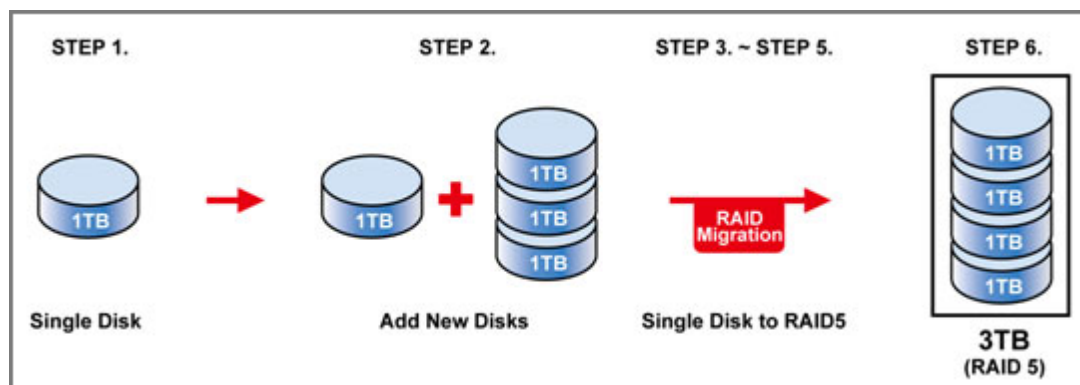 STEP 1.
STEP 2.
STEP 3. ~ STEP 5.
STEP 6.
1TB
1TB
1TB
1TB
1TB
RAID
Migration
1TB
1TB
1TB
1TB
Single Disk
Add New Disks
Single Disk to RAID5
3TB
(RAID 5)